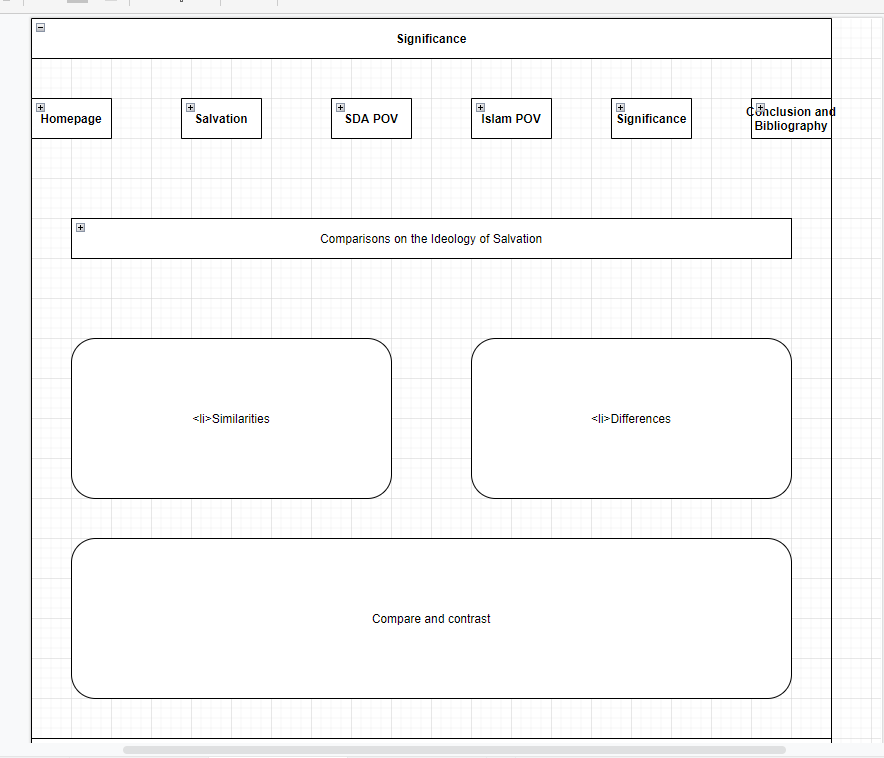 Significance
Homepage
Salvation
SDA POV
Islam POV
Significance
Conclusion and
Bibliography
Comparisons on the Ideology of Salvation
<li>Similarities
<li>Differences
Compare and contrast